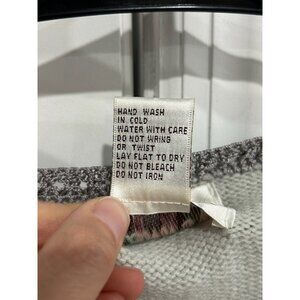 HAND WASH
IN COLD
WATER WITH CARE
DO NOT WRING
OR TWIST
LAY FLAT TO DRY
DO NOT BLEACH
DO NOT IRON